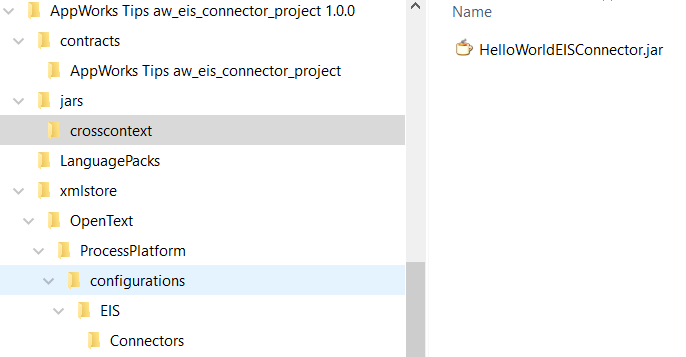 AppWorks Tips aw_eis_connector_project 1.0.0
contracts
AppWorks Tips aw_eis_connector_project
jars
crosscontext
LanguagePacks
xmlstore
OpenText
ProcessPlatform
configurations
EIS
Connectors
Name
HelloWorldEISConnector.jar